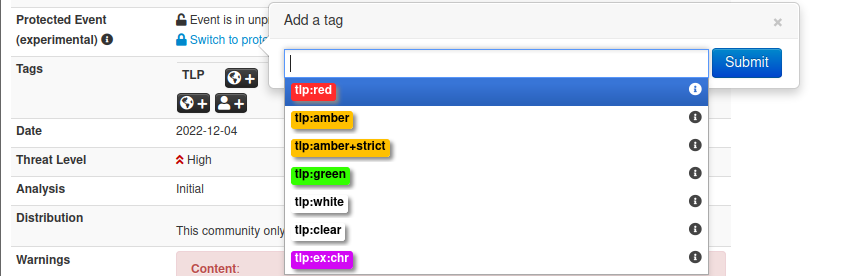 Protected Event
(experimental)
Event is in unp
Switch to prote
Tags
TLP
+
+ +
Date
2022-12-04
Threat Level
High
Analysis
Initial
Distribution
This community only
Warnings
Content:
Add a tag
×
Submit
tlp:red
tlp:amber
tlp:amber+strict
tlp:green
tlp:white
tlp:clear
tlp:ex:chr